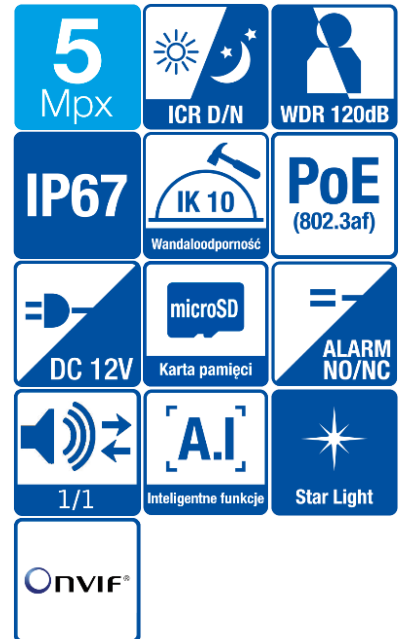 5
Mpx
ICR D/N
WDR 120dB
IP67
IK 10
Wandaloodporność
PoE
(802.3af)
DC 12V
microSD
Karta pamięci
ALARM
NO/NC
1/1
[A.I]
Inteligentne funkcje
Star Light
ONVIF®